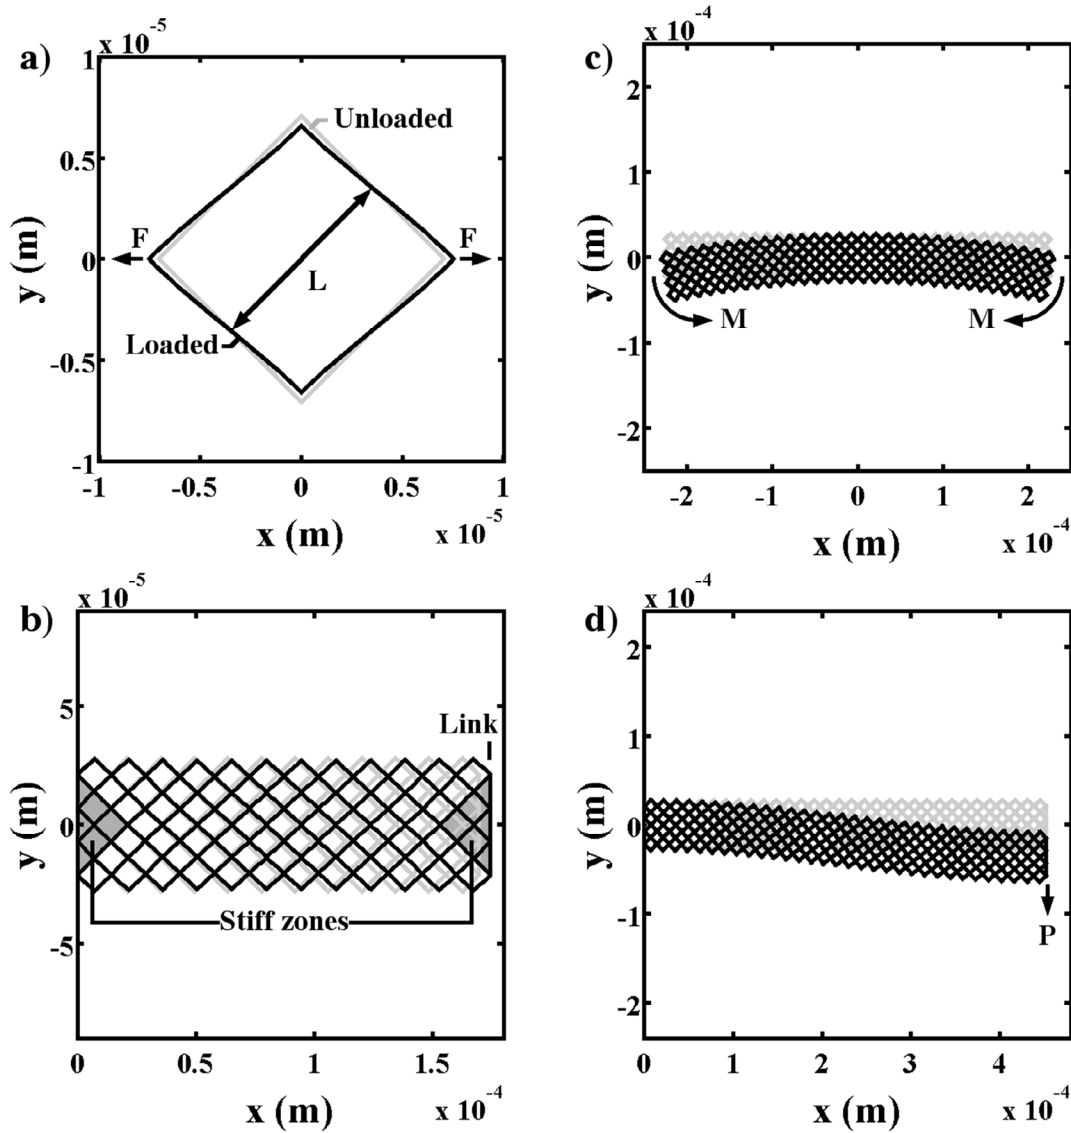 a)
x 10-5
1
0.5
0
-0.5
-1
y (m)
Unloaded
F
F
L
Loaded
-1
-0.5
0
0.5
1
x (m)
x 10-5
c)
x 10-4
2
1
0
-1
-2
y (m)
M
M
-2
-1
0
1
2
x (m)
x 10-4
b)
x 10-5
5
0
-5
y (m)
Link
Stiff zones
0
0.5
1
1.5
x (m)
x 10-4
d)
x 10-4
2
1
0
-1
-2
y (m)
P
0
1
2
3
4
x (m)
x 10-4